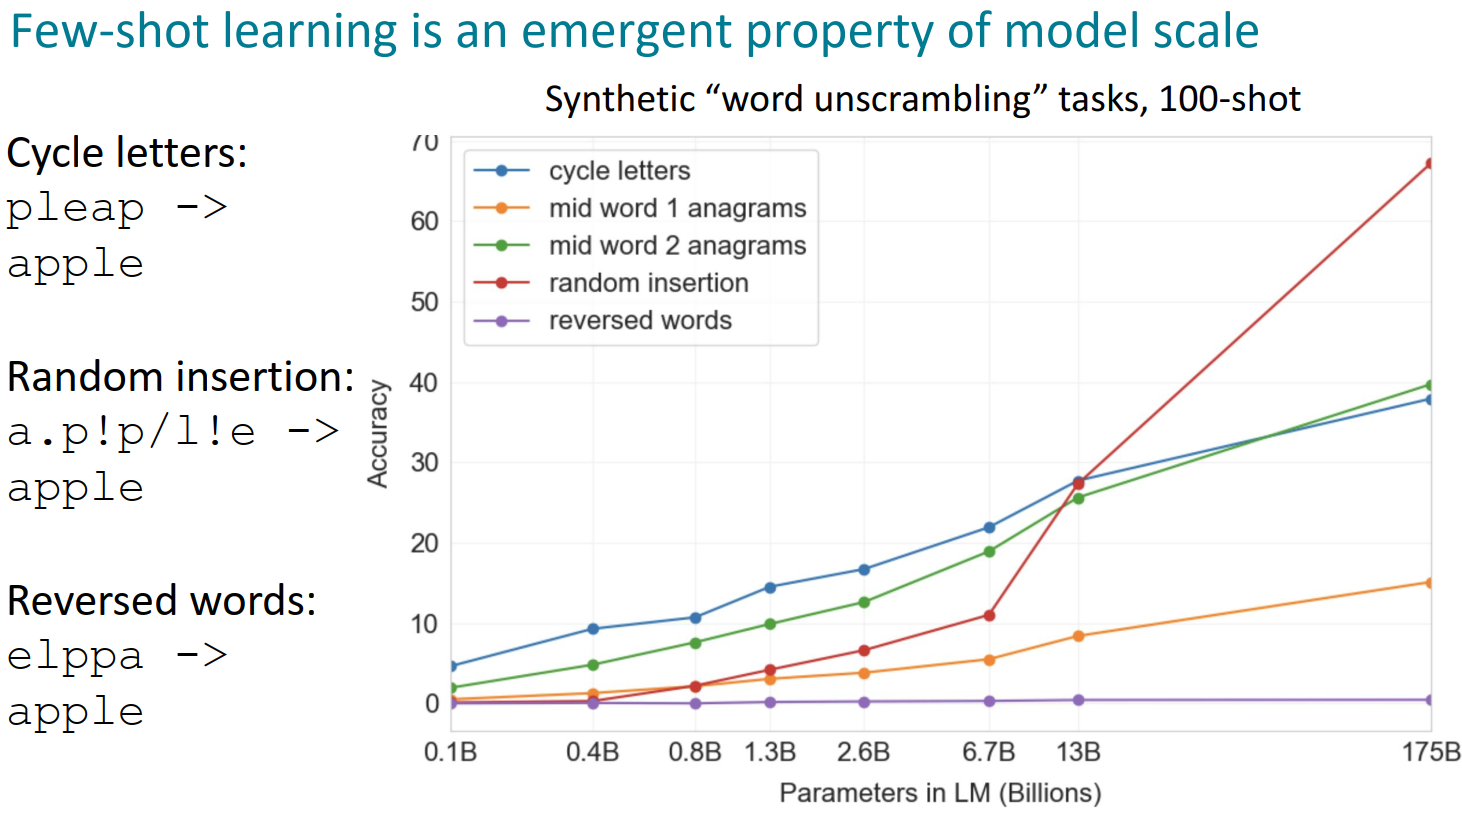 Few-shot learning is an emergent property of model scale
Synthetic “word unscrambling” tasks, 100-shot
Cycle letters:
pleap ->
apple
Random insertion:
a.p!p/l!e ->
apple
Reversed words:
elppa ->
apple
cycle letters
mid word 1 anagrams
mid word 2 anagrams
random insertion
reversed words
Accuracy
70
60
50
40
30
20
10
0
0.1B 0.4B 0.8B 1.3B 2.6B 6.7B 13B 175B
Parameters in LM (Billions)